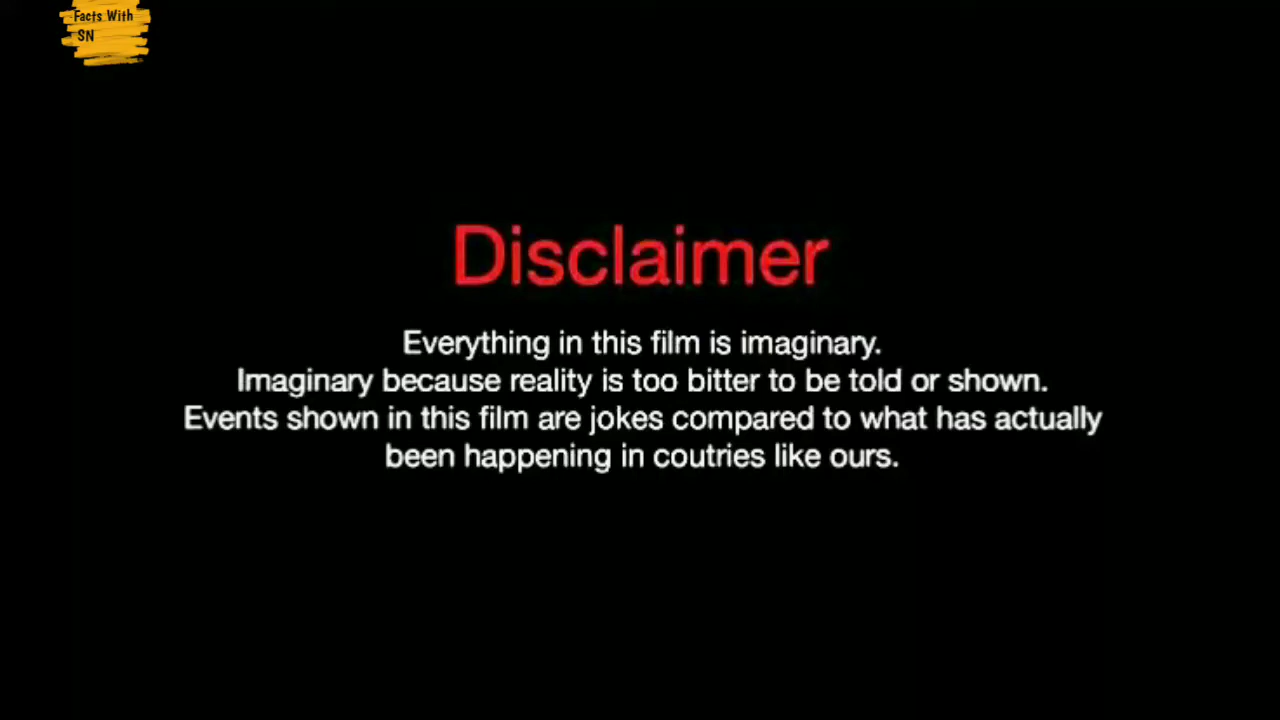 Facts With
SN
Disclaimer
Everything in this film is imaginary.
Imaginary because reality is too bitter to be told or shown.
Events shown in this film are jokes compared to what has actually
been happening in coutries like ours.